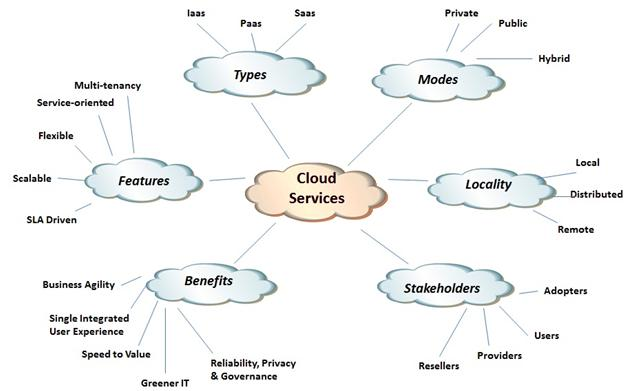 Iaas
Paas
Saas
Types
Private
Public
Hybrid
Modes
Multi-tenancy
Service-oriented
Flexible
Scalable
SLA Driven
Features
Cloud
Services
Locality
Local
Distributed
Remote
Benefits
Business Agility
Single Integrated
User Experience
Speed to Value
Greener IT
Reliability, Privacy
& Governance
Stakeholders
Adopters
Users
Providers
Resellers